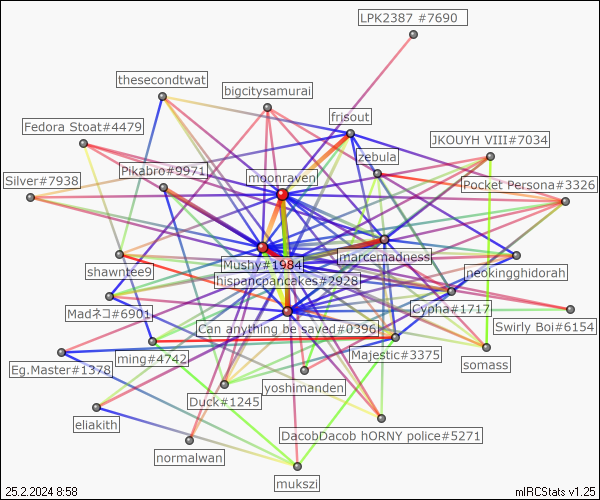 LPK2387 #7690
thesecondtwat
bigcitysamurai
frisout
Fedora Stoat#4479
JKOUYH VIII#7034
zebula
Pikabro#9971
moonraven
Silver#7938
Pocket Persona#3326
marcemadness
Mushy#1984
shawntee9
neokingghidorah
hispancpancakes#2928
Madネコ#6901
Cypha#1717
Swirly Boi#6154
Can anything be saved#0396
ming#4742
Majestic#3375
somass
Eg.Master#1378
yoshimanden
Duck#1245
eliakith
DacobDacob hORNY police#5271
normalwan
mukszi
25.2.2024 8:58
mIRCStats v1.25